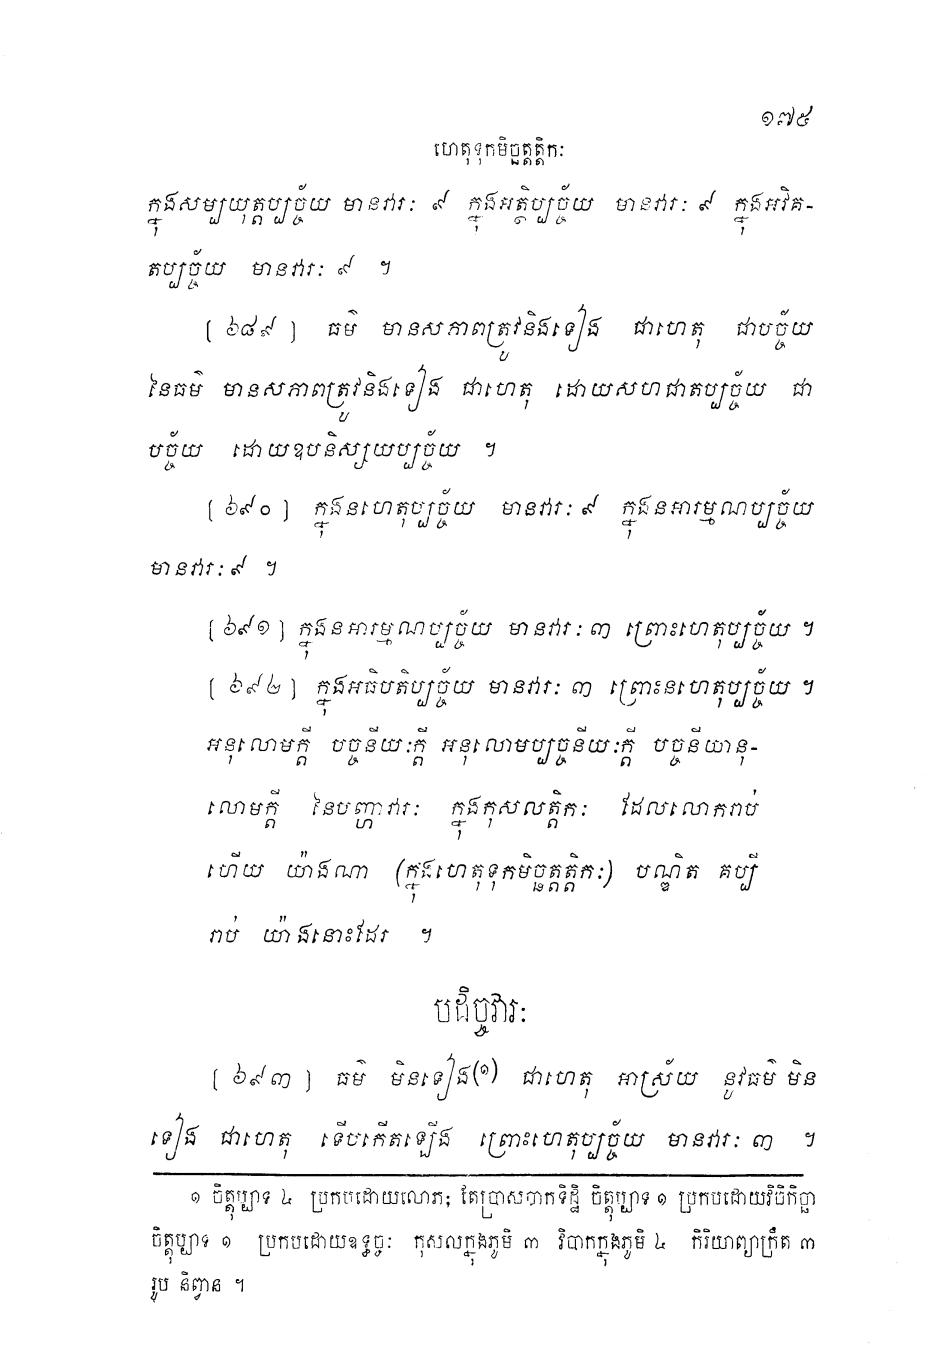 ១៧៥
ហេតុទុកមិច្ឆត្តត្តិកៈ
ក្នុងសម្បយុត្តប្បច្ច័យ មានវារៈ ៩ ក្នុងអត្ថិប្បច្ច័យ មានវារៈ ៩ ក្នុងអវិគ-
តប្បច្ច័យ មានវារៈ ៩ ។
[ ៦៨៩ ] ធម៌ មានសភាពត្រូវនិងទៀង ជាហេតុ ជាបច្ច័យ
នៃធម៌ មានសភាពត្រូវនិងទៀង ជាហេតុ ដោយសហជាតប្បច្ច័យ ជា
បច្ច័យ ដោយឧបនិស្សយប្បច្ច័យ ។
[ ៦៩០ ] ក្នុងនហេតុប្បច្ច័យ មានវារៈ ៩ ក្នុងនអារម្មណប្បច្ច័យ
មានវារៈ ៩ ។
[ ៦៩១ ] ក្នុងនអារម្មណប្បច្ច័យ មានវារៈ ៣ ព្រោះហេតុប្បច្ច័យ ។
[ ៦៩២ ] ក្នុងអធិបតិប្បច្ច័យ មានវារៈ ៣ ព្រោះនហេតុប្បច្ច័យ ។
អនុលោមក្តី បច្ចនីយៈក្តី អនុលោមប្បច្ចនីយៈក្តី បច្ចនីយានុ-
លោមក្តី នៃបញ្ហាវារៈ ក្នុងកុសលត្តិកៈ ដែលលោករាប់
ហើយ យ៉ាងណា (ក្នុងហេតុទុកមិច្ឆត្តត្តិកៈ) បណ្ឌិត គប្បី
រាប់ យ៉ាងនោះដែរ ។
បដិច្ចវារៈ
[ ៦៩៣ ] ធម៌ មិនទៀង(១) ជាហេតុ អាស្រ័យ នូវធម៌ មិន
ទៀង ជាហេតុ ទើបកើតឡើង ព្រោះហេតុប្បច្ច័យ មានវារៈ ៣ ។
១ ចិត្តុប្បាទ ៤ ប្រកបដោយលោភៈ តែប្រាសចាកទិដ្ឋិ ចិត្តុប្បាទ ១ ប្រកបដោយវិចិកិច្ឆា
ចិត្តុប្បាទ ១ ប្រកបដោយឧទ្ធច្ចៈ កុសលក្នុងភូមិ ៣ វិបាកក្នុងភូមិ ៤ កិរិយាព្យាក្រឹត ៣
រូប និព្វាន ។